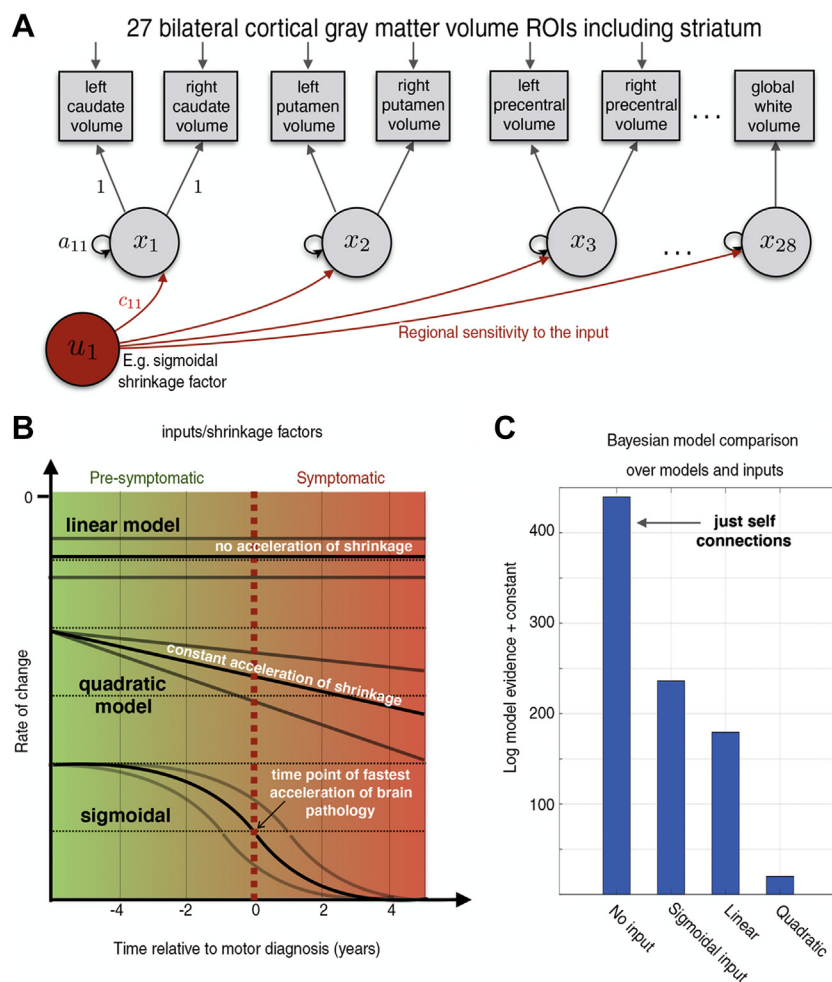 A
27 bilateral cortical gray matter volume ROIs including striatum
left
caudate
volume
right
caudate
volume
left
putamen
volume
right
putamen
volume
left
precentral
volume
right
precentral
volume
...
global
white
volume
1
1
a11
x1
x2
x3
...
x28
c11
u1
E.g. sigmoidal
shrinkage factor
Regional sensitivity to the input
B
inputs/shrinkage factors
Pre-symptomatic
Symptomatic
0
linear model
no acceleration of shrinkage
constant acceleration of shrinkage
quadratic
model
sigmoidal
time point of fastest
acceleration of brain
pathology
Rate of change
-4
-2
0
2
4
Time relative to motor diagnosis (years)
C
Bayesian model comparison
over models and inputs
just self
connections
Log model evidence + constant
400
300
200
100
No input
Sigmoidal input
Linear
Quadratic